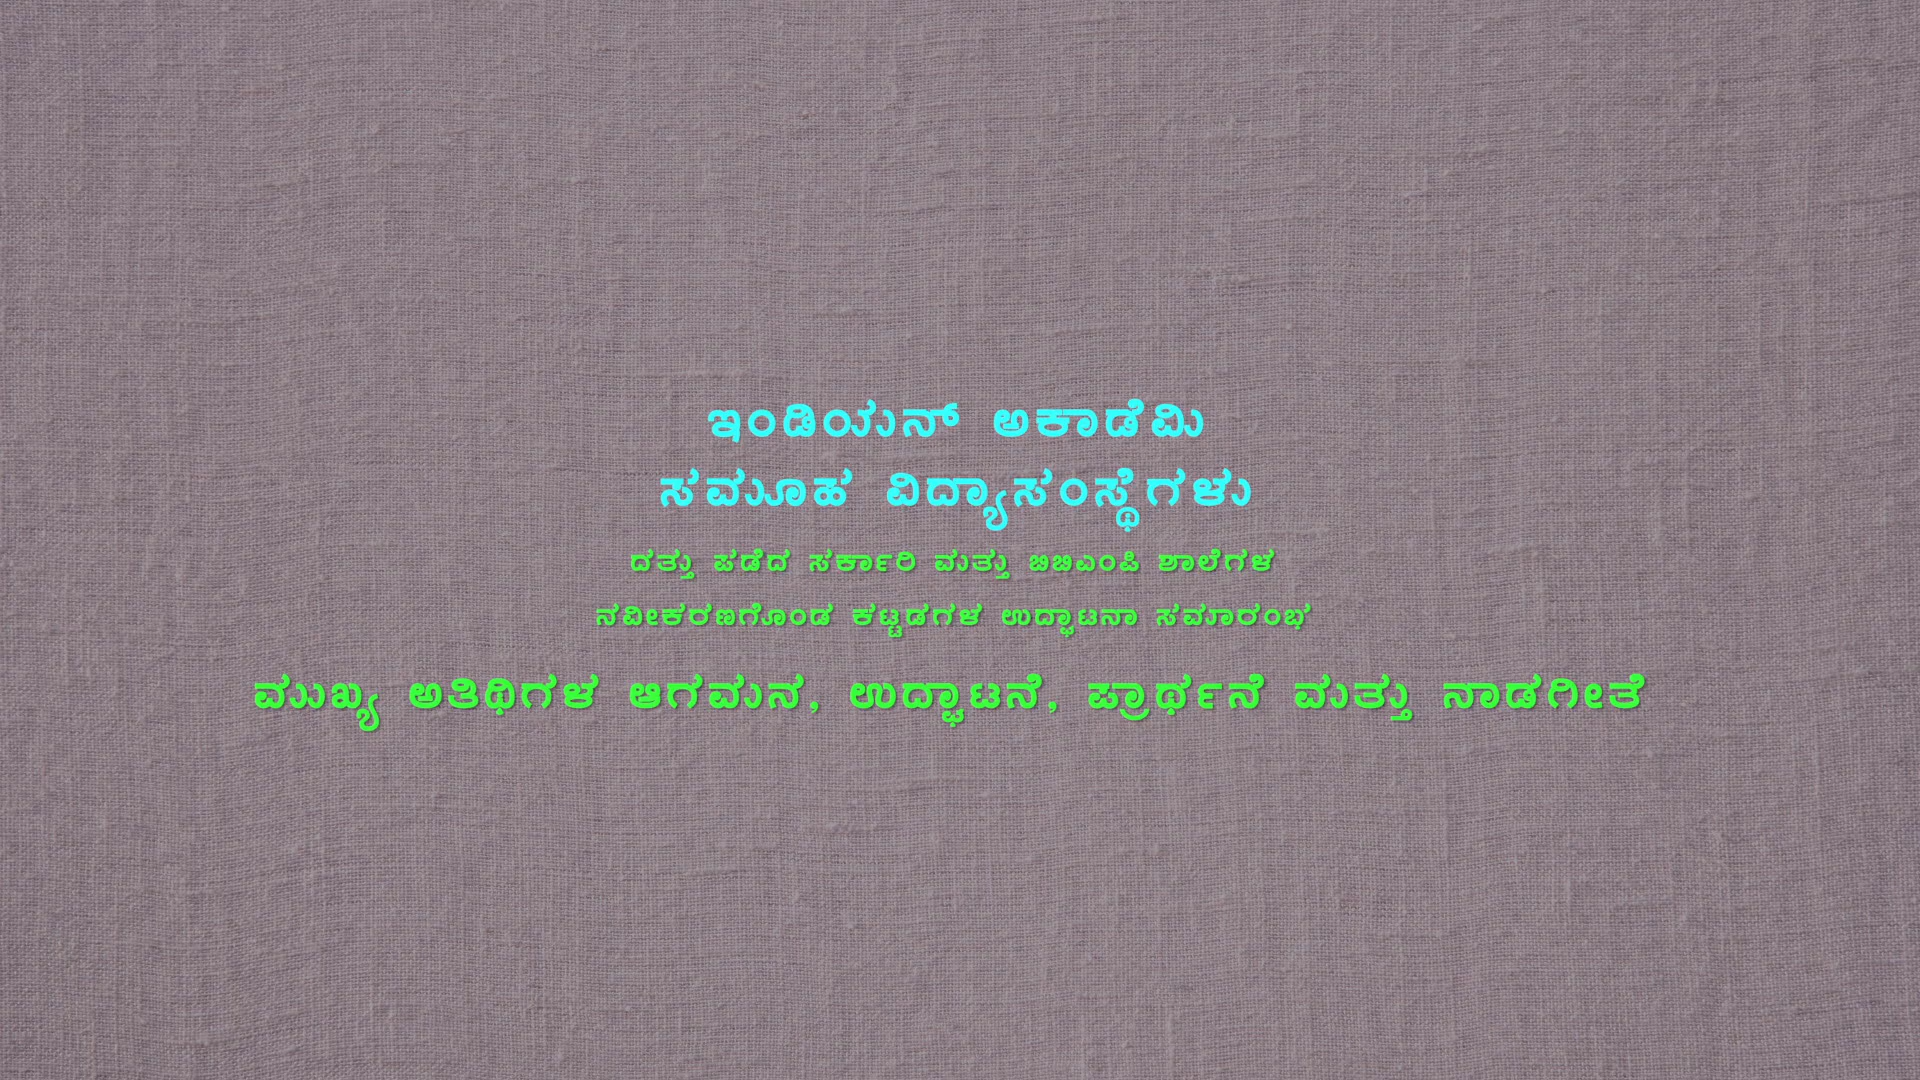 ಇಂಡಿಯನ್ ಅಕಾಡೆಮಿ
ಸಮೂಹ ವಿದ್ಯಾಸಂಸ್ಥೆಗಳು
ದತ್ತು ಪಡೆದ ಸರ್ಕಾರಿ ಮತ್ತು ಬಿಬಿಎಂಪಿ ಶಾಲೆಗಳ
ನವೀಕರಣಗೊಂಡ ಕಟ್ಟಡಗಳ ಉದ್ಘಾಟನಾ ಸಮಾರಂಭ
ಮುಖ್ಯ ಅತಿಥಿಗಳ ಆಗಮನ, ಉದ್ಘಾಟನೆ, ಪ್ರಾರ್ಥನೆ ಮತ್ತು ನಾಡಗೀತೆ